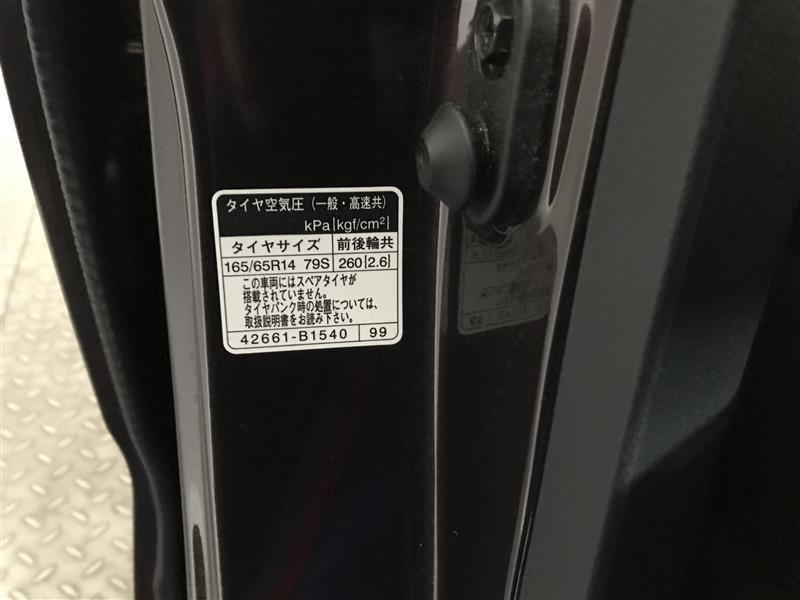 タイヤ空気圧 (一般・高速共)
kPa{kgf/cm²}
タイヤサイズ 前後輪共
165/65R14 79S 260{2.6}
この車両にはスペアタイヤが
搭載されていません。
タイヤパンク時の処置については、
取扱説明書をお読み下さい。
42661-B1540 99